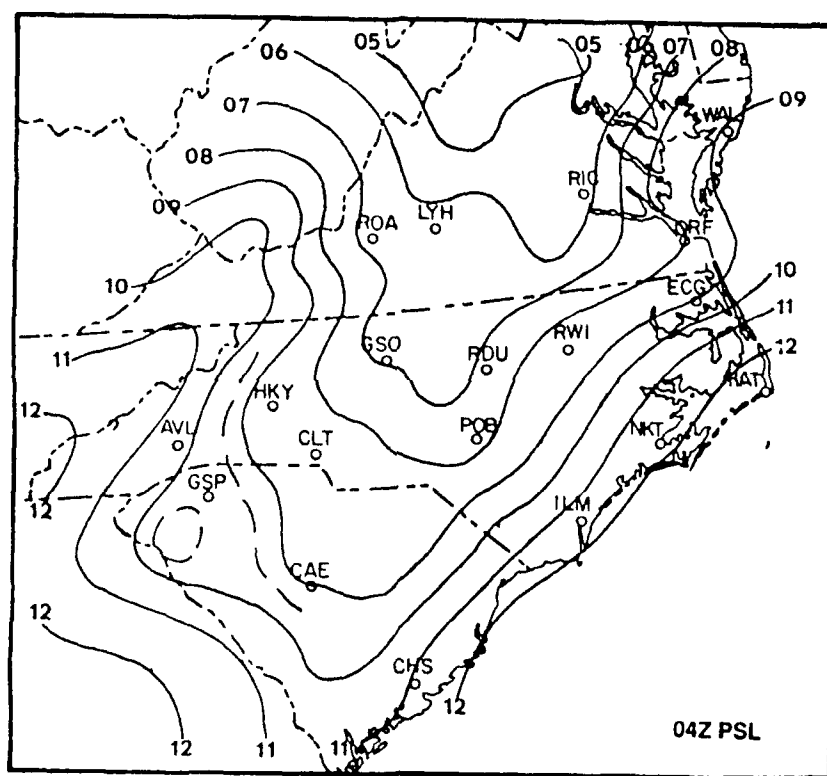 06 05 05 06 07 08
07
09
08
WAL
09
RIC
LYH
ROA
ORF
10
10
ECG
11
11
GSO
RDU
RWI
12
HAT
12
HKY
AVL
CLT
POB
NKT
GSP
12
ILM
CAE
12
CHS
12
12 11 11
04Z PSL